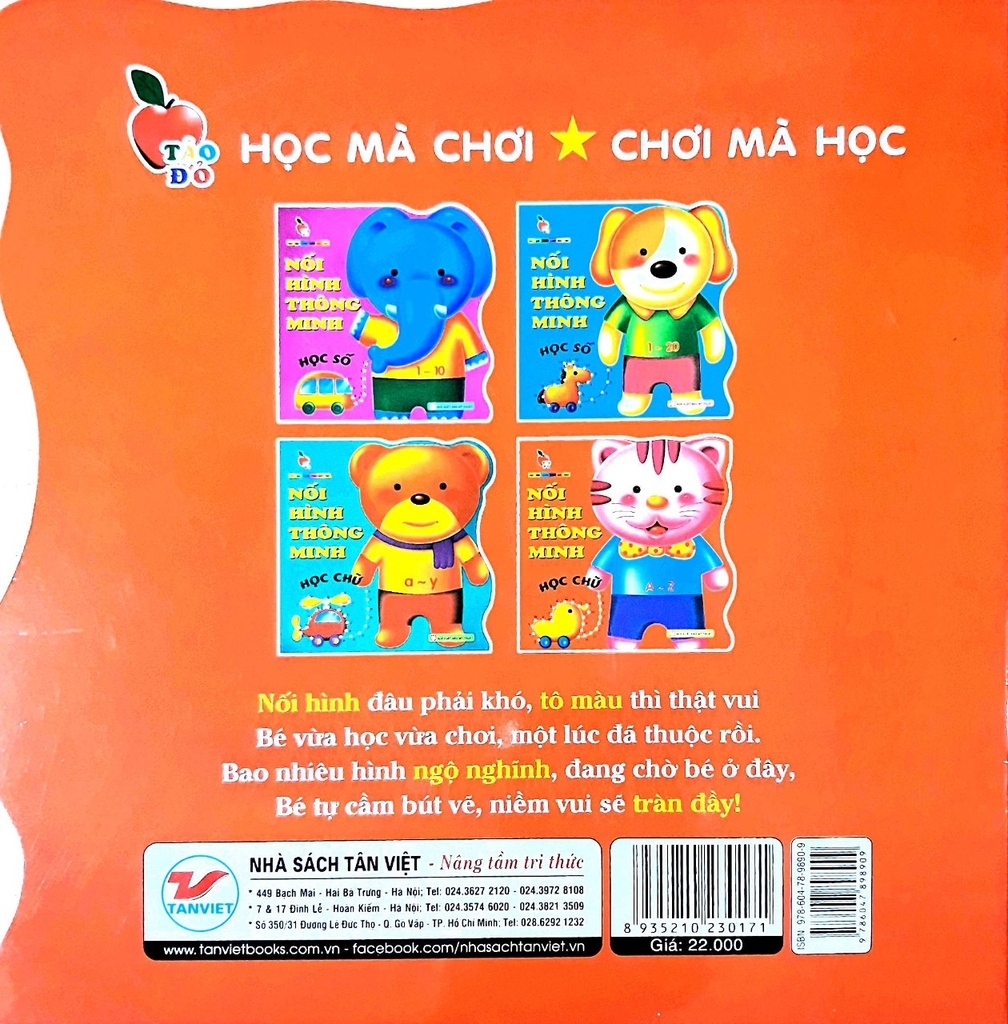 TÁO
ĐỎ
HỌC MÀ CHƠI ★ CHƠI MÀ HỌC
NỐI
HÌNH
THÔNG
MINH
HỌC SỐ
1 - 10
NỐI
HÌNH
THÔNG
MINH
HỌC SỐ
1 - 20
NỐI
HÌNH
THÔNG
MINH
HỌC CHỮ
a ~ y
NỐI
HÌNH
THÔNG
MINH
HỌC CHỮ
Nối hình đâu phải khó, tô màu thì thật vui
Bé vừa học vừa chơi, một lúc đã thuộc rồi.
Bao nhiêu hình ngộ nghĩnh, đang chờ bé ở đây,
Bé tự cầm bút vẽ, niềm vui sẽ tràn đầy!
TANVIET
NHÀ SÁCH TÂN VIỆT - Nâng tầm tri thức
* 449 Bạch Mai - Hai Bà Trưng - Hà Nội; Tel: 024.3627 2120 - 024.3972 8108
* 7 & 17 Đinh Lễ - Hoàn Kiếm - Hà Nội; Tel: 024.3574 6020 - 024.3821 3509
* Số 350/31 Đường Lê Đức Thọ - Q. Gò Vấp - TP. Hồ Chí Minh; Tel: 028.6292 1232
www.tanvietbooks.com.vn - facebook.com/nhasachtanviet.vn
8 935210 230171
Giá: 22.000
ISBN: 978-604-78-9890-9
9 786047 898909